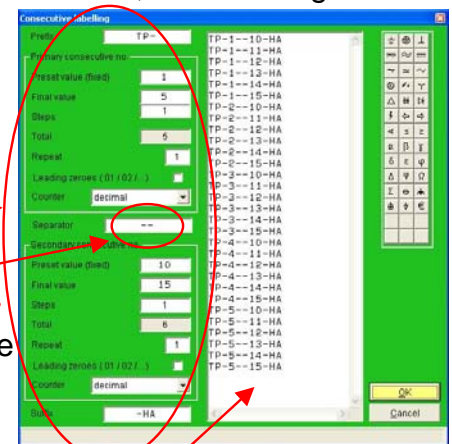 Consecutive labelling
Prefix TP-
Primary consecutive no.
Preset value (fixed) 1
Final value 5
Steps 1
Total 5
Repeat 1
Leading zeroes ( 01 / 02 /...)
Counter decimal
Separator --
Secondary consecutive no.
Preset value (fixed) 10
Final value 15
Steps 1
Total 6
Repeat 1
Leading zeroes ( 01 / 02 /...)
Counter decimal
Suffix -HA
TP-1--10-HA
TP-1--11-HA
TP-1--12-HA
TP-1--13-HA
TP-1--14-HA
TP-1--15-HA
TP-2--10-HA
TP-2--11-HA
TP-2--12-HA
TP-2--13-HA
TP-2--14-HA
TP-2--15-HA
TP-3--10-HA
TP-3--11-HA
TP-3--12-HA
TP-3--13-HA
TP-3--14-HA
TP-3--15-HA
TP-4--10-HA
TP-4--11-HA
TP-4--12-HA
TP-4--13-HA
TP-4--14-HA
TP-4--15-HA
TP-5--10-HA
TP-5--11-HA
TP-5--12-HA
TP-5--13-HA
TP-5--14-HA
TP-5--15-HA
α β γ
δ ε φ
Δ Ψ Ω
OK
Cancel